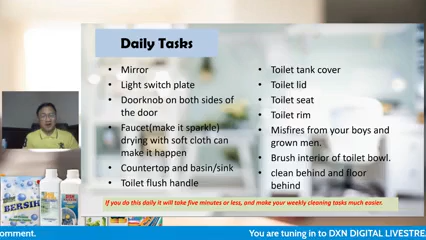 Daily Tasks
• Mirror
• Light switch plate
• Doorknob on both sides of
the door
• Faucet(make it sparkle)
drying with soft cloth can
make it happen
• Countertop and basin/sink
• Toilet flush handle
• Toilet tank cover
• Toilet lid
• Toilet seat
• Toilet rim
• Misfires from your boys and
grown men.
• Brush interior of toilet bowl.
• clean behind and floor
behind
If you do this daily it will take five minutes or less, and make your weekly cleaning tasks much easier.
BERSIH
omment.
You are tuning in to DXN DIGITAL LIVESTRE